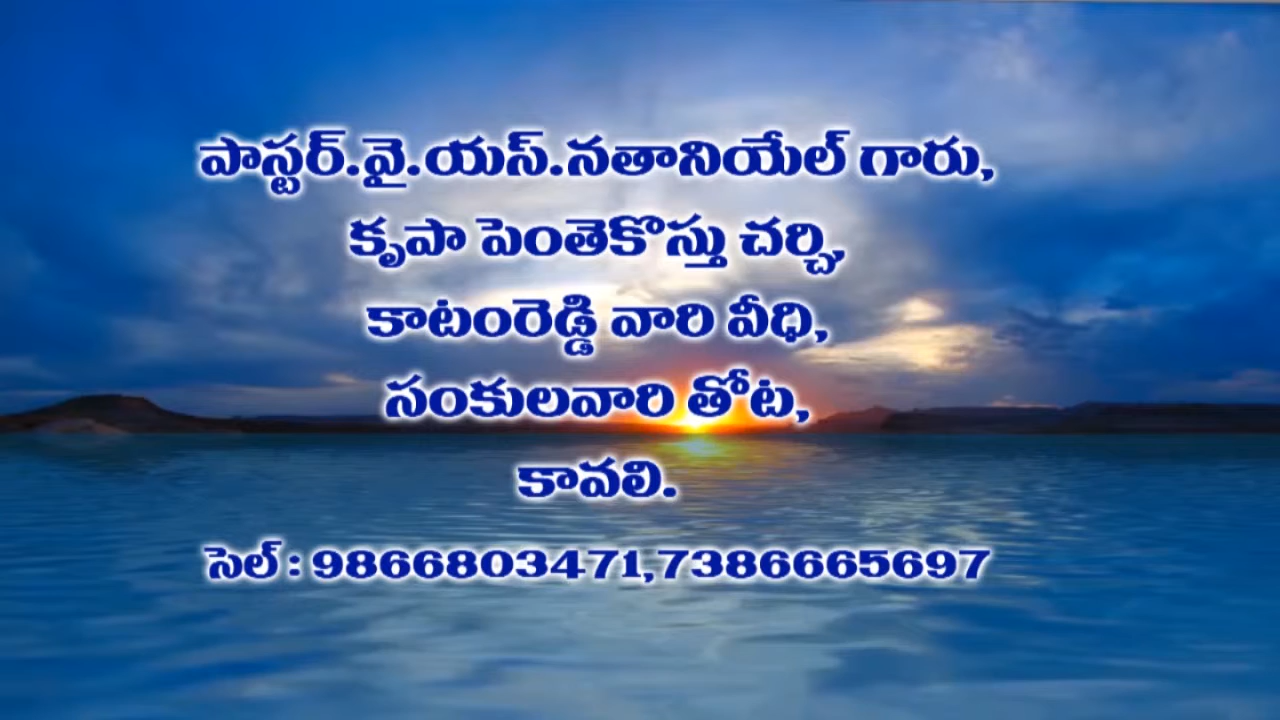 పాస్టర్.వై.యస్.నతానియేల్ గారు,
కృపా పెంతెకొస్తు చర్చి,
కాటంరెడ్డి వారి వీధి,
సంకులవారి తోట,
కావలి.
సెల్ : 9866803471,7386665697